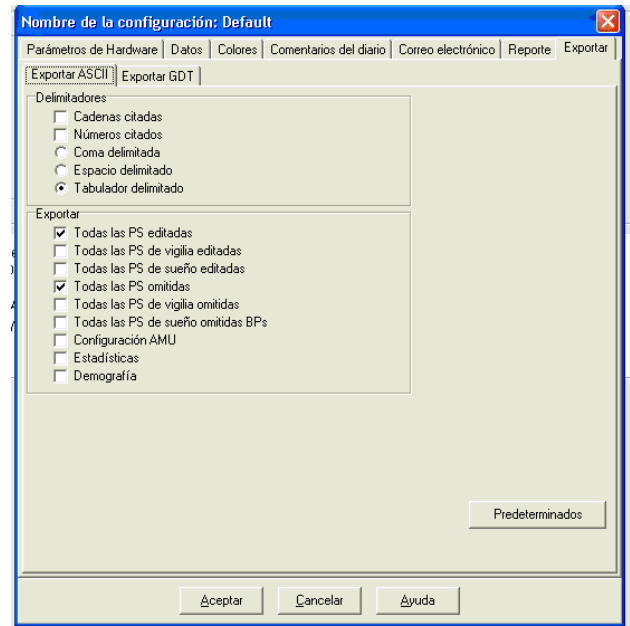 Nombre de la configuración: Default
Parámetros de Hardware Datos Colores Comentarios del diario Correo electrónico Reporte Exportar
Exportar ASCII Exportar GDT
Delimitadores
Cadenas citadas
Números citados
Coma delimitada
Espacio delimitado
Tabulador delimitado
Exportar
Todas las PS editadas
Todas las PS de vigilia editadas
Todas las PS de sueño editadas
Todas las PS omitidas
Todas las PS de vigilia omitidas
Todas las PS de sueño omitidas BPs
Configuración AMU
Estadísticas
Demografía
Predeterminados
Aceptar Cancelar Ayuda